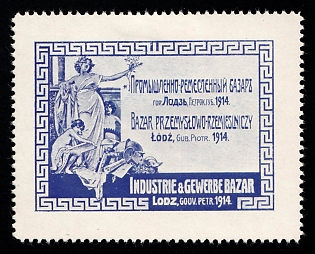 Промышленно-ремесленный базаръ
гор. Лодзь, Петрок. губ. 1914.
Bazar przemysłowo-rzemieślniczy
Łódź, Gub. Piotr. 1914.
Industrie & Gewerbe Bazar
Lodz, Gouv. Petr. 1914.